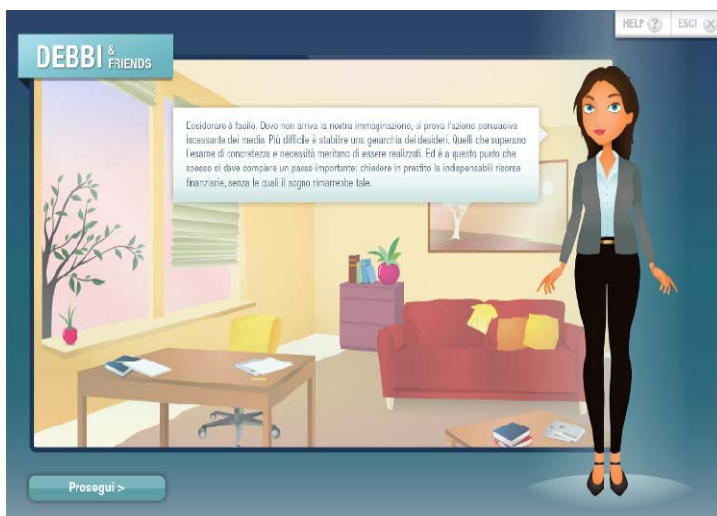 HELP ? ESCI X
DEBBI &
FRIENDS
Desiderare è facile. Dove non arriva la nostra immaginazione, ci prova l'azione persuasiva
incessante dei media. Più difficile è stabilire una gerarchia dei desideri. Quelli che superano
l'esame di concretezza e necessità meritano di essere realizzati. Ed è a questo punto che
spesso si deve compiere un passo importante: chiedere in prestito le indispensabili risorse
finanziarie, senza le quali il sogno rimarrebbe tale.
Prosegui >